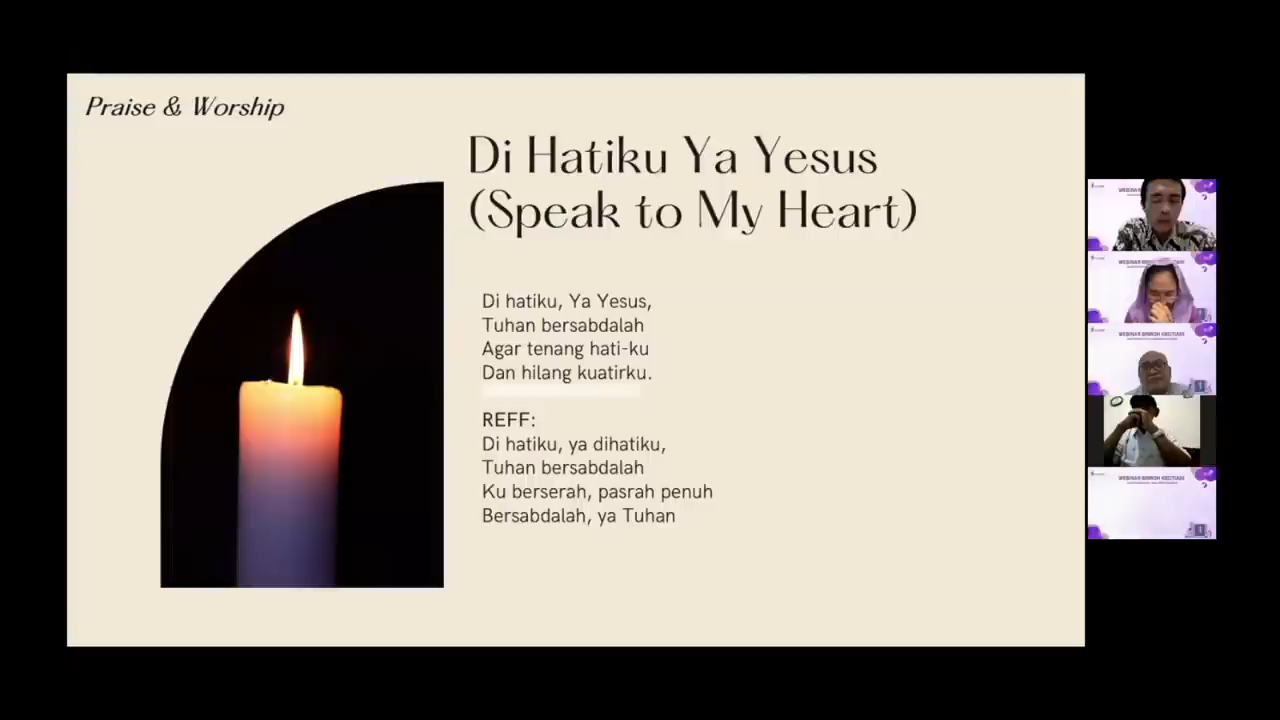 Praise & Worship
Di Hatiku Ya Yesus
(Speak to My Heart)
Di hatiku, Ya Yesus,
Tuhan bersabdalah
Agar tenang hati-ku
Dan hilang kuatirku.
REFF:
Di hatiku, ya dihatiku,
Tuhan bersabdalah
Ku berserah, pasrah penuh
Bersabdalah, ya Tuhan